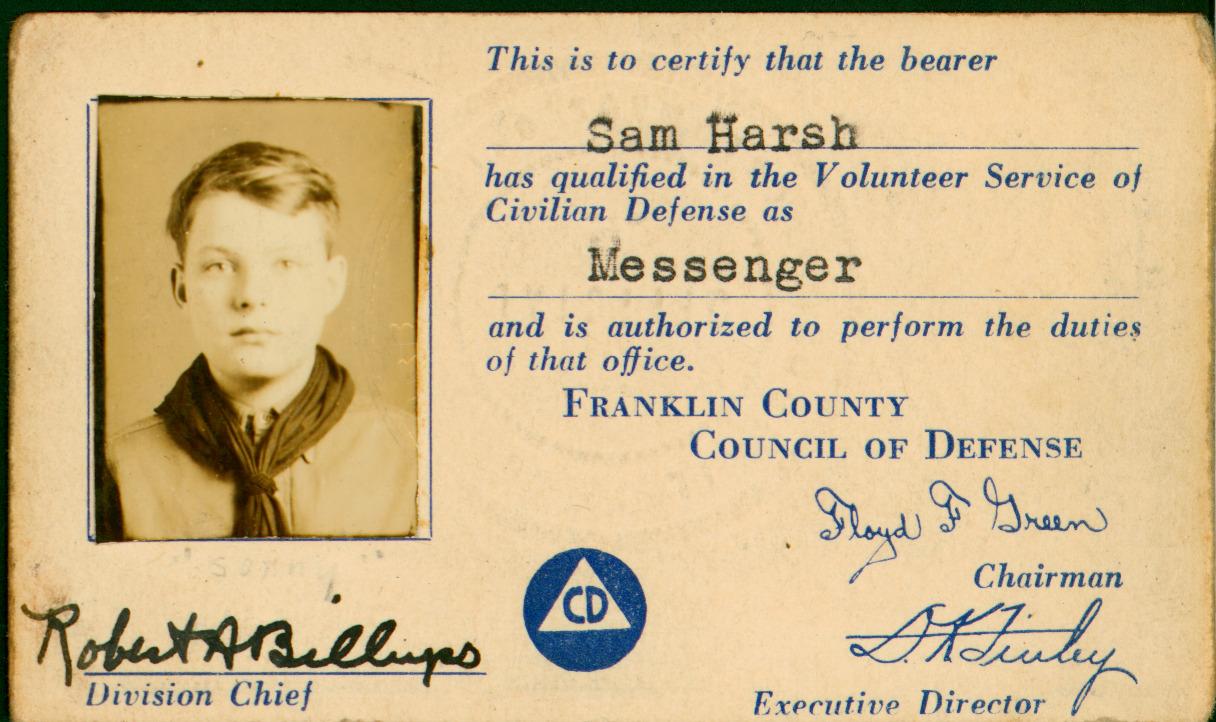 This is to certify that the bearer
Sam Harsh
has qualified in the Volunteer Service of
Civilian Defense as
Messenger
and is authorized to perform the duties
of that office.
FRANKLIN COUNTY
COUNCIL OF DEFENSE
Floyd F Green
Chairman
"Sonny"
CD
Robert A Billups
Division Chief
D. K. Finley
Executive Director